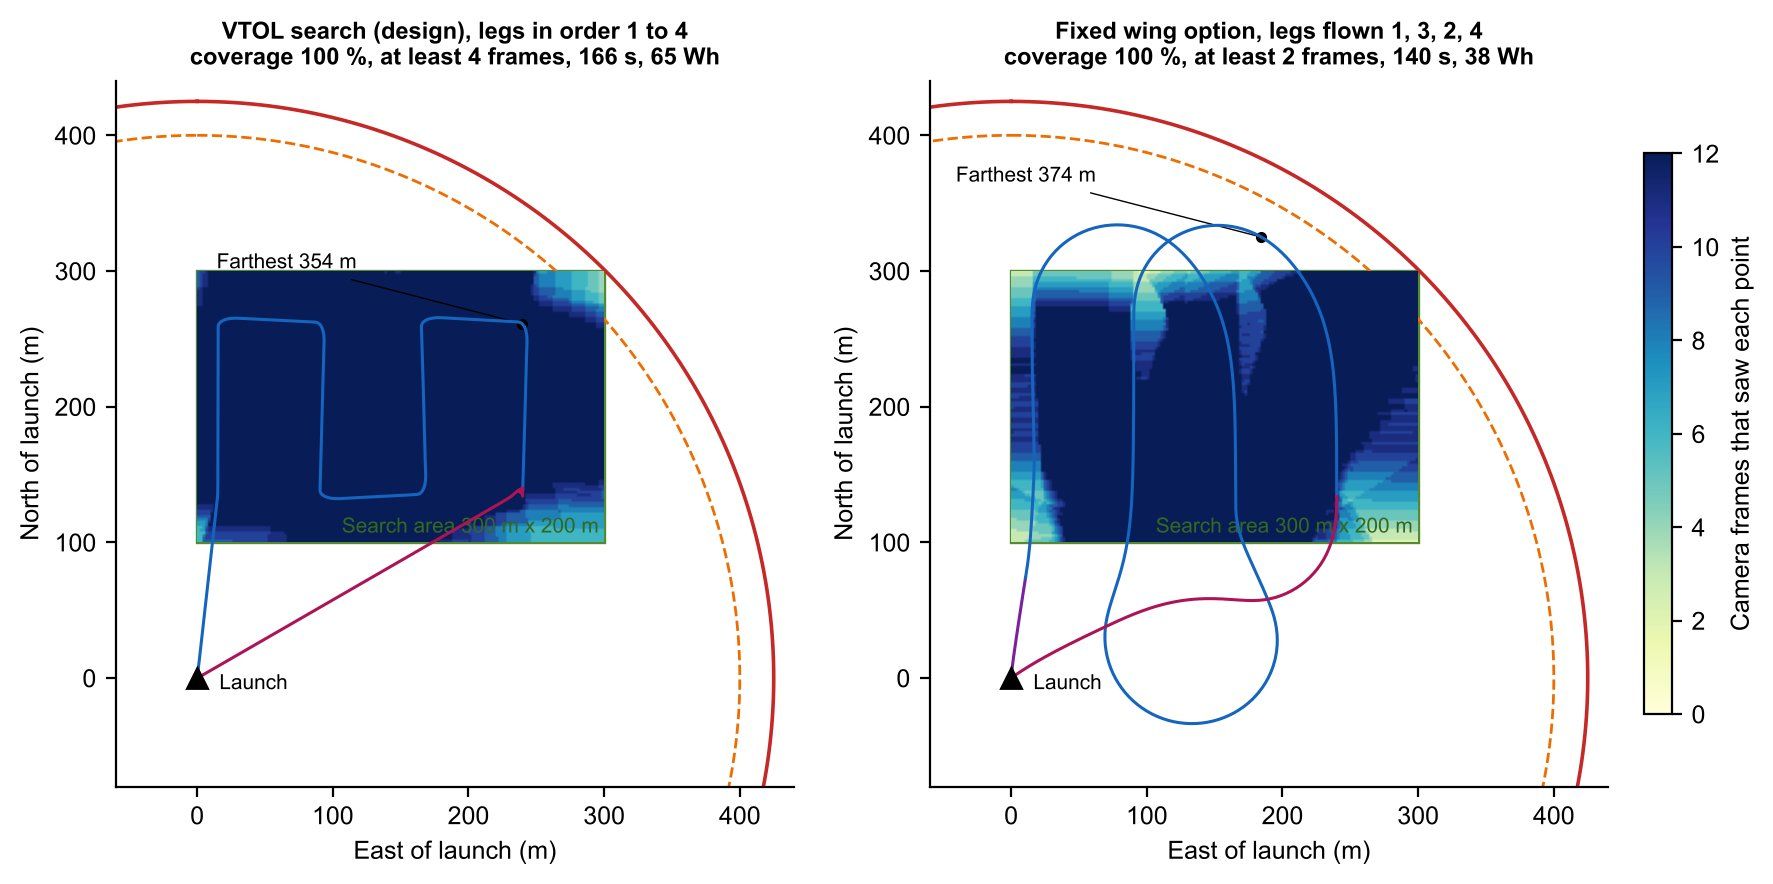 VTOL search (design), legs in order 1 to 4
coverage 100 %, at least 4 frames, 166 s, 65 Wh
400
300
200
100
0
North of launch (m)
Farthest 354 m
Search area 300 m x 200 m
Launch
0
100
200
300
400
East of launch (m)
Fixed wing option, legs flown 1, 3, 2, 4
coverage 100 %, at least 2 frames, 140 s, 38 Wh
400
300
200
100
0
North of launch (m)
Farthest 374 m
Search area 300 m x 200 m
Launch
0
100
200
300
400
East of launch (m)
12
10
8
6
4
2
0
Camera frames that saw each point